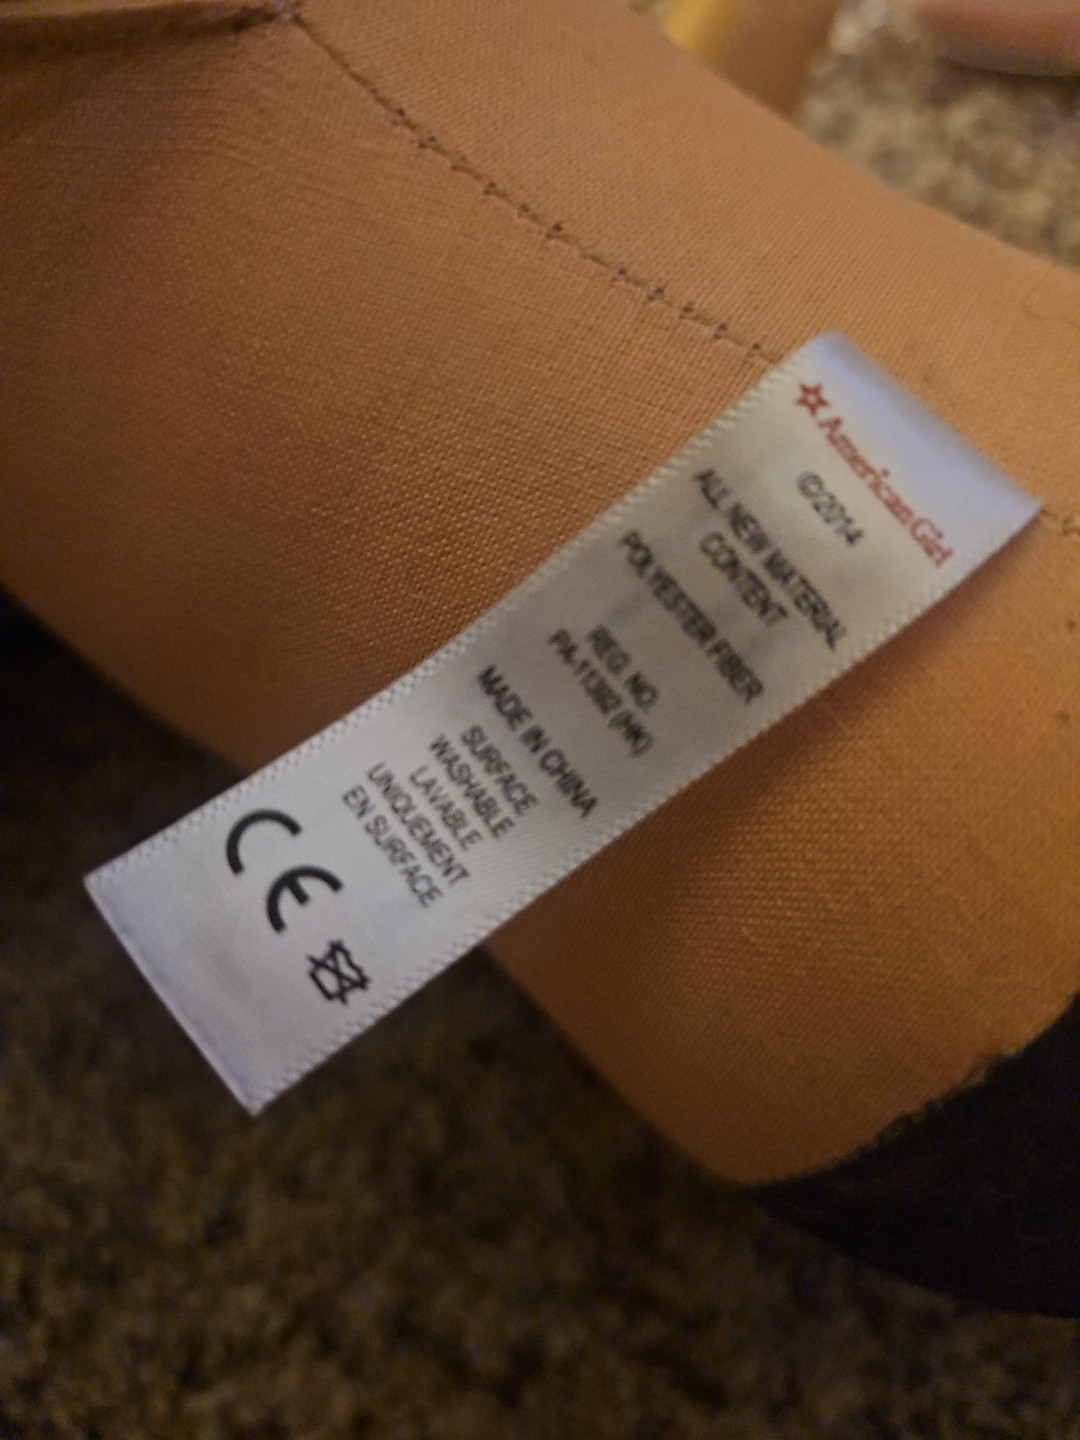 American Girl
©2014
ALL NEW MATERIAL
CONTENT
POLYESTER FIBER
REG. NO.
PA-11382 (HK)
MADE IN CHINA
SURFACE
WASHABLE
LAVABLE
UNIQUEMENT
EN SURFACE
CE